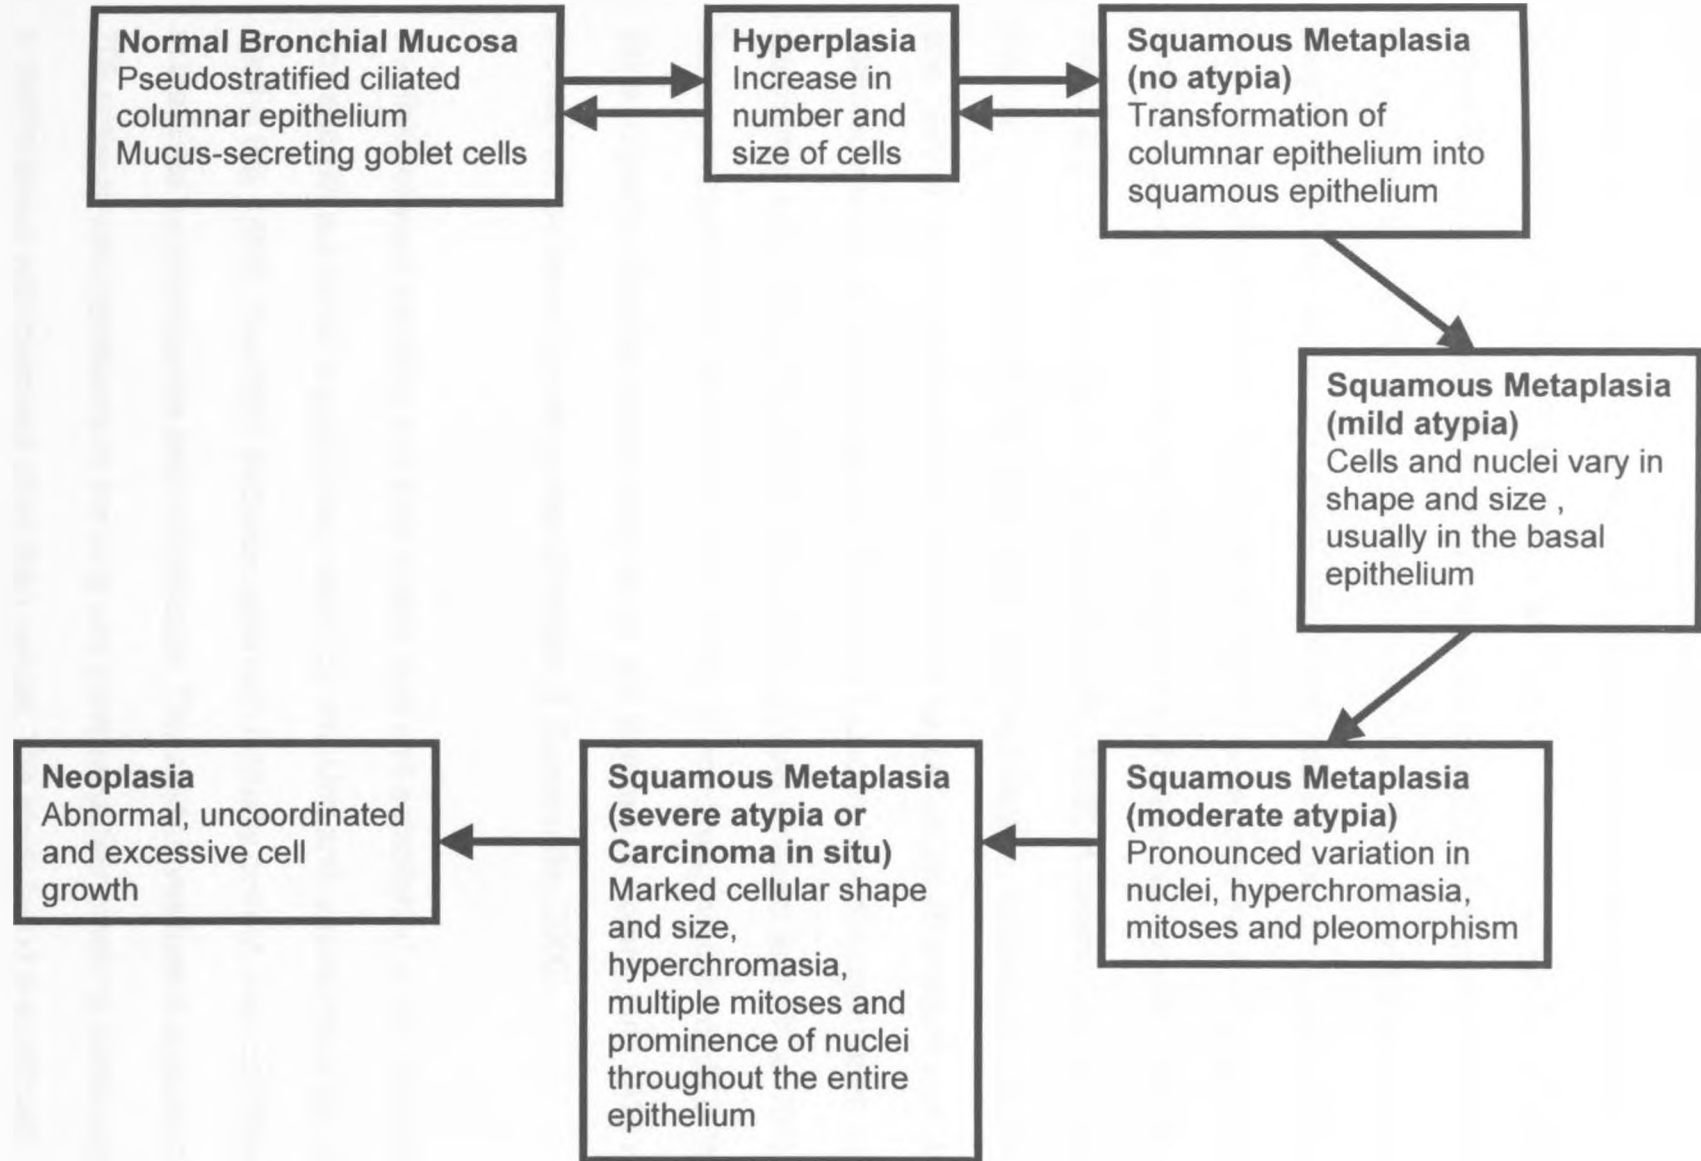 Normal Bronchial Mucosa
Pseudostratified ciliated
columnar epithelium
Mucus-secreting goblet cells
Hyperplasia
Increase in
number and
size of cells
Squamous Metaplasia
(no atypia)
Transformation of
columnar epithelium into
squamous epithelium
Squamous Metaplasia
(mild atypia)
Cells and nuclei vary in
shape and size ,
usually in the basal
epithelium
Squamous Metaplasia
(moderate atypia)
Pronounced variation in
nuclei, hyperchromasia,
mitoses and pleomorphism
Squamous Metaplasia
(severe atypia or
Carcinoma in situ)
Marked cellular shape
and size,
hyperchromasia,
multiple mitoses and
prominence of nuclei
throughout the entire
epithelium
Neoplasia
Abnormal, uncoordinated
and excessive cell
growth